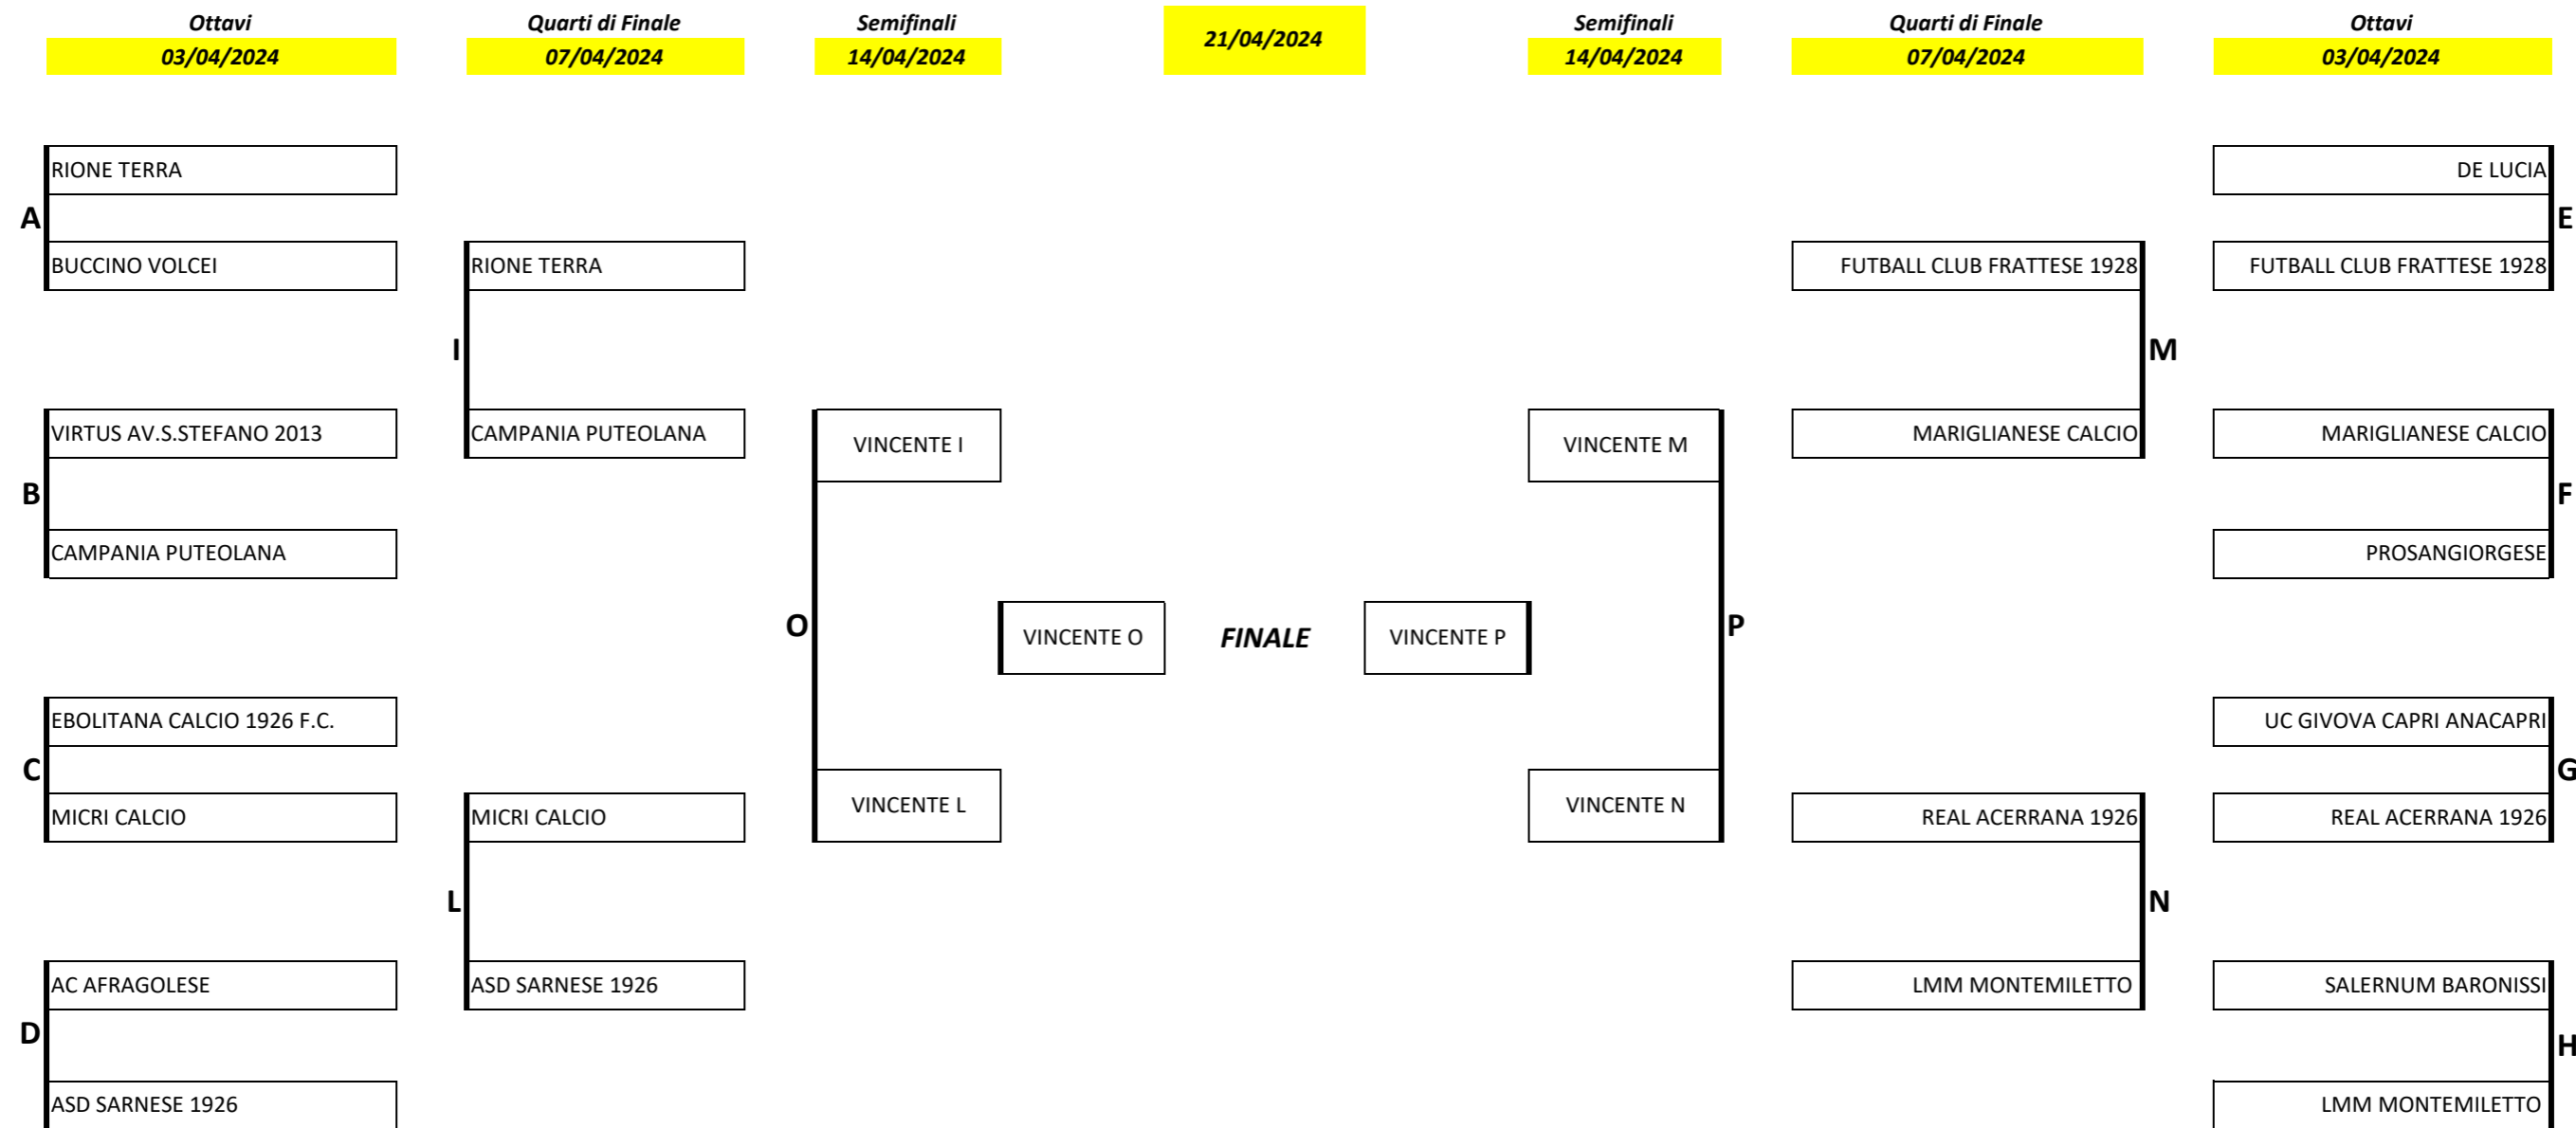 Ottavi
Quarti di Finale
Semifinali
21/04/2024
Semifinali
Quarti di Finale
Ottavi
03/04/2024
07/04/2024
14/04/2024
14/04/2024
07/04/2024
03/04/2024
RIONE TERRA
DE LUCIA
A
E
BUCCINO VOLCEI
RIONE TERRA
FUTBALL CLUB FRATTESE 1928
FUTBALL CLUB FRATTESE 1928
I
M
VIRTUS AV.S.STEFANO 2013
CAMPANIA PUTEOLANA
VINCENTE I
VINCENTE M
MARIGLIANESE CALCIO
MARIGLIANESE CALCIO
B
F
CAMPANIA PUTEOLANA
PROSANGIORGESE
O
P
VINCENTE O
FINALE
VINCENTE P
EBOLITANA CALCIO 1926 F.C.
UC GIVOVA CAPRI ANACAPRI
C
G
MICRI CALCIO
MICRI CALCIO
VINCENTE L
VINCENTE N
REAL ACERRANA 1926
REAL ACERRANA 1926
L
N
AC AFRAGOLESE
ASD SARNESE 1926
LMM MONTEMILETTO
SALERNUM BARONISSI
D
H
ASD SARNESE 1926
LMM MONTEMILETTO